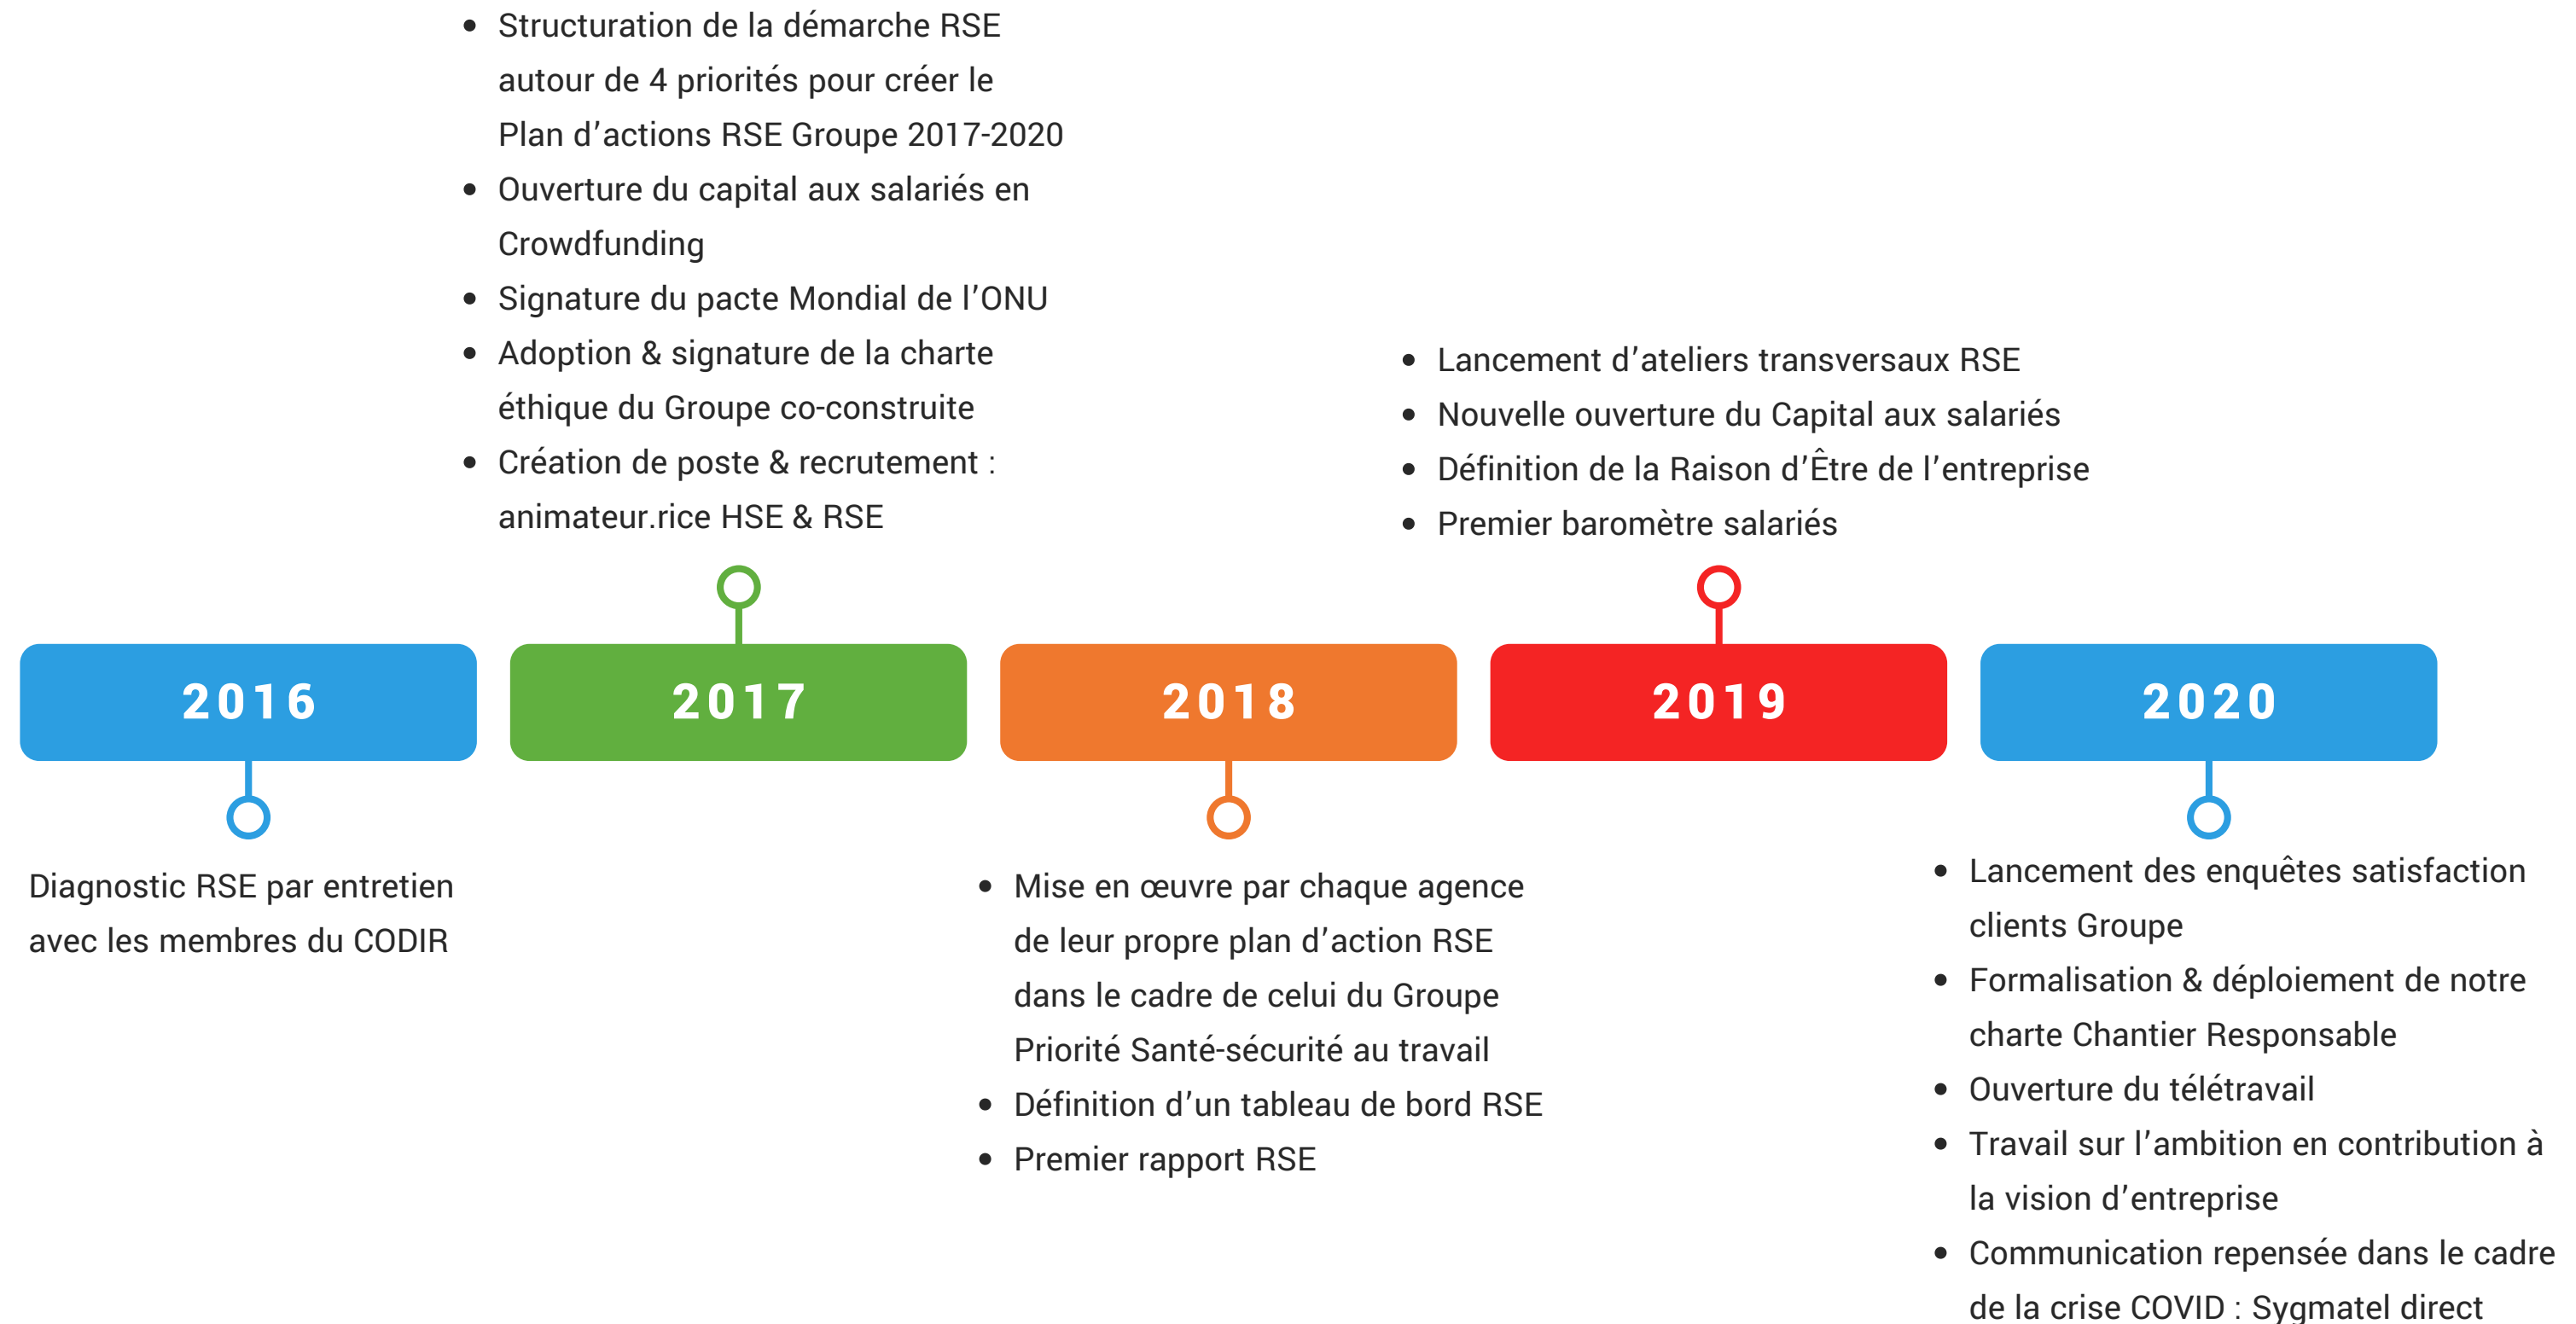 • Structuration de la démarche RSE
autour de 4 priorités pour créer le
Plan d’actions RSE Groupe 2017-2020
• Ouverture du capital aux salariés en
Crowdfunding
• Signature du pacte Mondial de l’ONU
• Adoption & signature de la charte
éthique du Groupe co-construite
• Création de poste & recrutement :
animateur.rice HSE & RSE
• Lancement d’ateliers transversaux RSE
• Nouvelle ouverture du Capital aux salariés
• Définition de la Raison d’Être de l’entreprise
• Premier baromètre salariés
2016
2017
2018
2019
2020
Diagnostic RSE par entretien
avec les membres du CODIR
• Mise en œuvre par chaque agence
de leur propre plan d’action RSE
dans le cadre de celui du Groupe
Priorité Santé-sécurité au travail
• Définition d’un tableau de bord RSE
• Premier rapport RSE
• Lancement des enquêtes satisfaction
clients Groupe
• Formalisation & déploiement de notre
charte Chantier Responsable
• Ouverture du télétravail
• Travail sur l’ambition en contribution à
la vision d’entreprise
• Communication repensée dans le cadre
de la crise COVID : Sygmatel direct